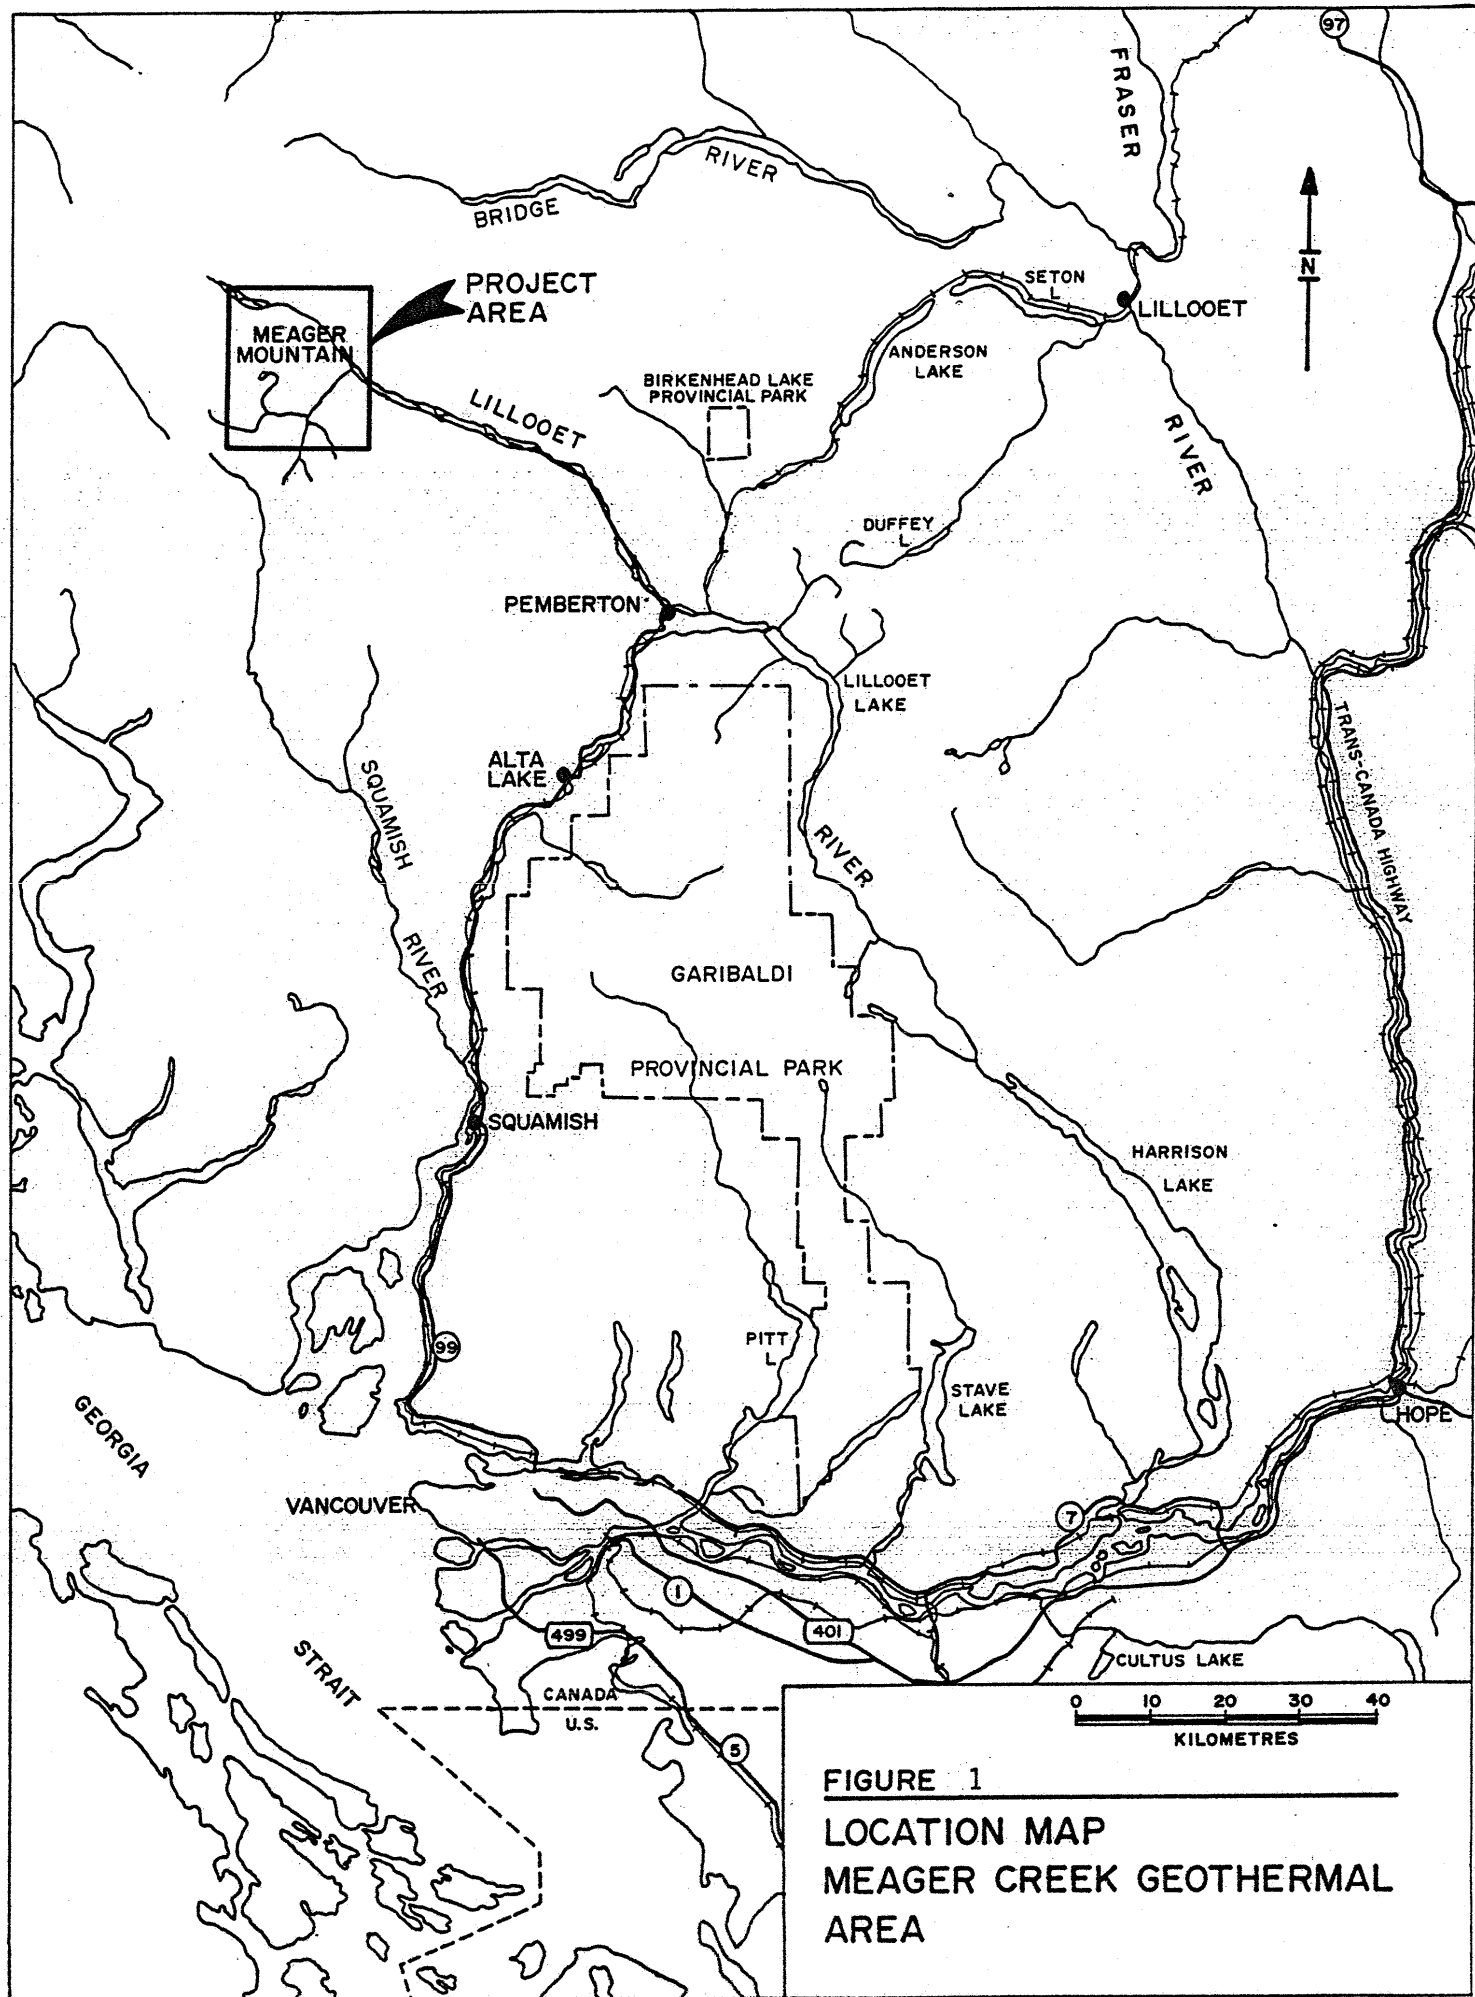 97
FRASER
RIVER
BRIDGE
N
SETON
L
LILLOOET
PROJECT
AREA
MEAGER
MOUNTAIN
ANDERSON
LAKE
BIRKENHEAD LAKE
PROVINCIAL PARK
LILLOOET
RIVER
DUFFEY
L
PEMBERTON
LILLOOET
LAKE
TRANS-CANADA HIGHWAY
ALTA
LAKE
SQUAMISH
RIVER
RIVER
GARIBALDI
PROVINCIAL PARK
SQUAMISH
HARRISON
LAKE
99
PITT
L
STAVE
LAKE
HOPE
GEORGIA
VANCOUVER
7
1
499
401
STRAIT
CULTUS LAKE
CANADA
U.S.
5
0 10 20 30 40
KILOMETRES
FIGURE 1
LOCATION MAP
MEAGER CREEK GEOTHERMAL
AREA